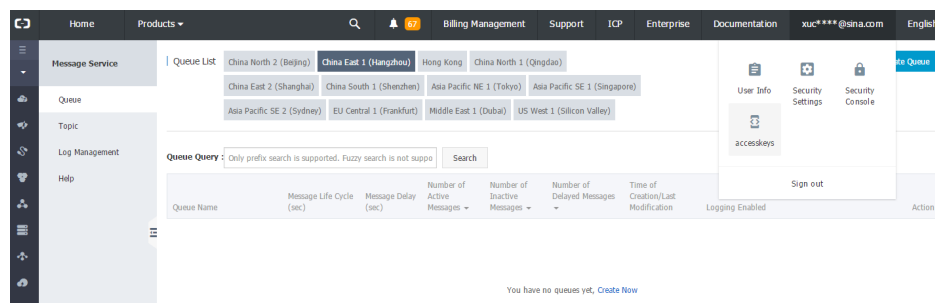 Home Products 67 Billing Management Support ICP Enterprise Documentation xuc****@sina.com English
Message Service
Queue
Topic
Log Management
Help
Queue List China North 2 (Beijing) China East 1 (Hangzhou) Hong Kong China North 1 (Qingdao)
China East 2 (Shanghai) China South 1 (Shenzhen) Asia Pacific NE 1 (Tokyo) Asia Pacific SE 1 (Singapore)
Asia Pacific SE 2 (Sydney) EU Central 1 (Frankfurt) Middle East 1 (Dubai) US West 1 (Silicon Valley)
te Queue
User Info
Security Settings
Security Console
accesskeys
Sign out
Queue Query : Only prefix search is supported. Fuzzy search is not suppo Search
Queue Name
Message Life Cycle
(sec)
Message Delay
(sec)
Number of
Active
Messages
Number of
Inactive
Messages
Number of
Delayed Messages
Time of
Creation/Last
Modification
Logging Enabled
Action
You have no queues yet, Create Now